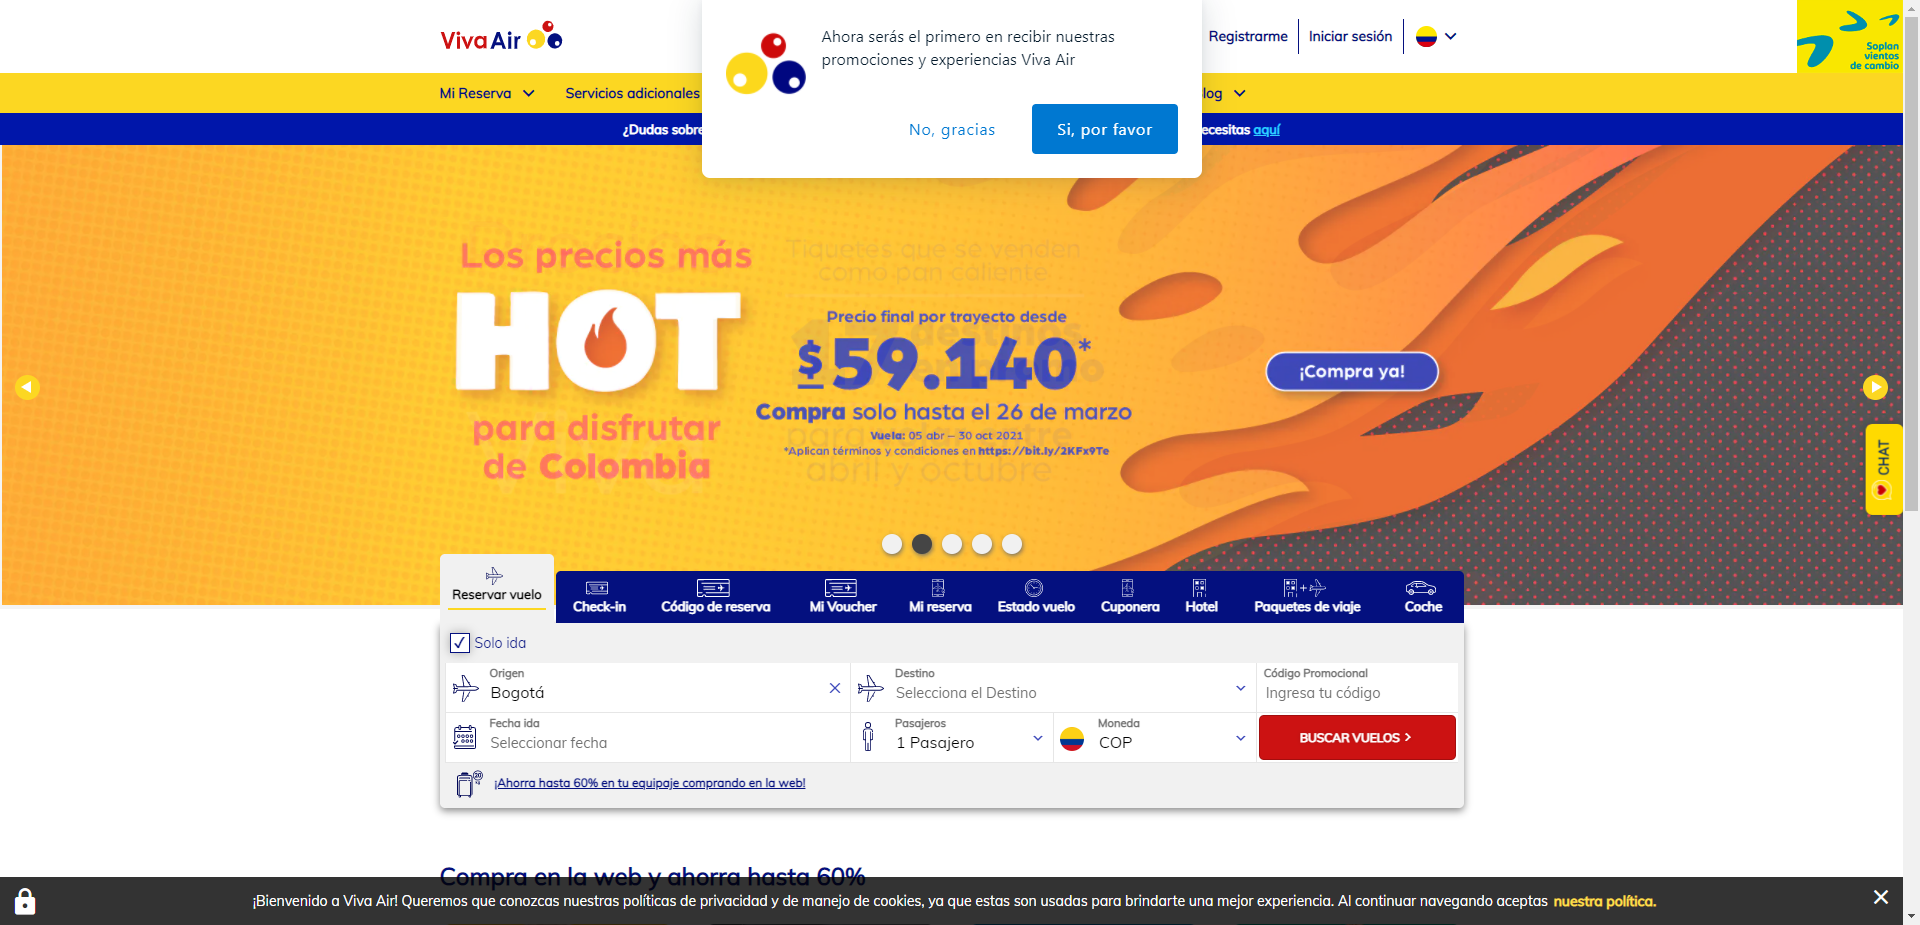 Viva Air
Ahora serás el primero en recibir nuestras
promociones y experiencias Viva Air
No, gracias
Si, por favor
Registrarme
Iniciar sesión
Soplan
vientos
de cambio
Mi Reserva
Servicios adicionales
log
¿Dudas sobre
ecesitas aquí
Los precios más
HOT
para disfrutar
de Colombia
Tiquetes que se venden
como pan caliente
Precio final por trayecto desde
$59.140*
Compra solo hasta el 26 de marzo
Vuela: 05 abr – 30 oct 2021
*Aplican términos y condiciones en https://bit.ly/2KFx9Te
abril y octubre
¡Compra ya!
CHAT
Reservar vuelo
Check-in
Código de reserva
Mi Voucher
Mi reserva
Estado vuelo
Cuponera
Hotel
Paquetes de viaje
Coche
Solo ida
Origen
Bogotá
Destino
Selecciona el Destino
Código Promocional
Ingresa tu código
Fecha ida
Seleccionar fecha
Pasajeros
1 Pasajero
Moneda
COP
BUSCAR VUELOS >
¡Ahorra hasta 60% en tu equipaje comprando en la web!
Compra en la web y ahorra hasta 60%
¡Bienvenido a Viva Air! Queremos que conozcas nuestras políticas de privacidad y de manejo de cookies, ya que estas son usadas para brindarte una mejor experiencia. Al continuar navegando aceptas nuestra política.